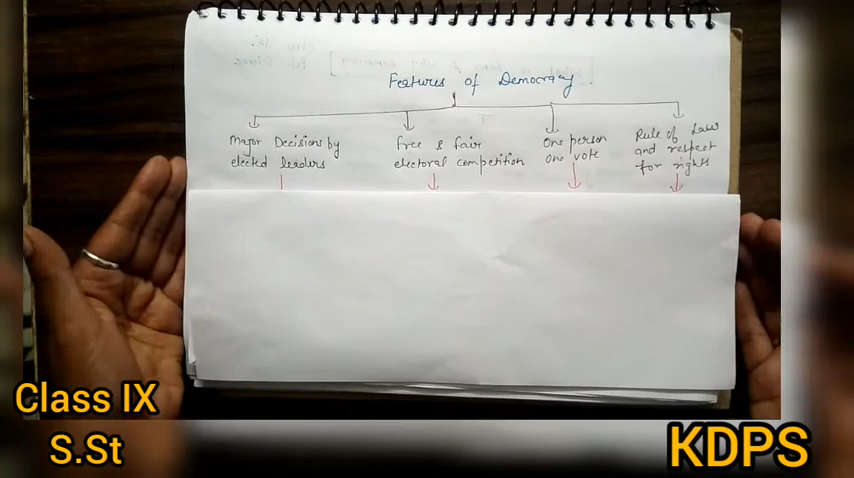 Features of Democracy
Major Decisions by
elected leaders
Free & fair
electoral competition
One person
one vote
Rule of Law
and respect
for rights
Class IX
S.St
KDPS